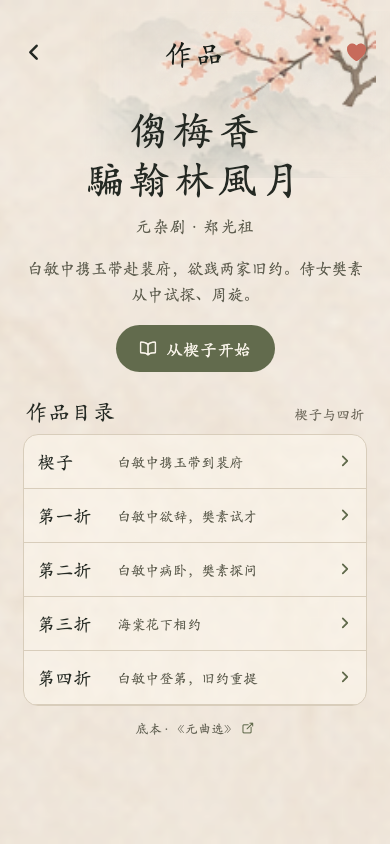 作品
㑳梅香
騙翰林風月
元杂剧 · 郑光祖
白敏中携玉带赴裴府，欲践两家旧约。侍女樊素
从中试探、周旋。
从楔子开始
作品目录
楔子与四折
楔子 白敏中携玉带到裴府
第一折 白敏中欲辞，樊素试才
第二折 白敏中病卧，樊素探问
第三折 海棠花下相约
第四折 白敏中登第，旧约重提
底本 · 《元曲选》